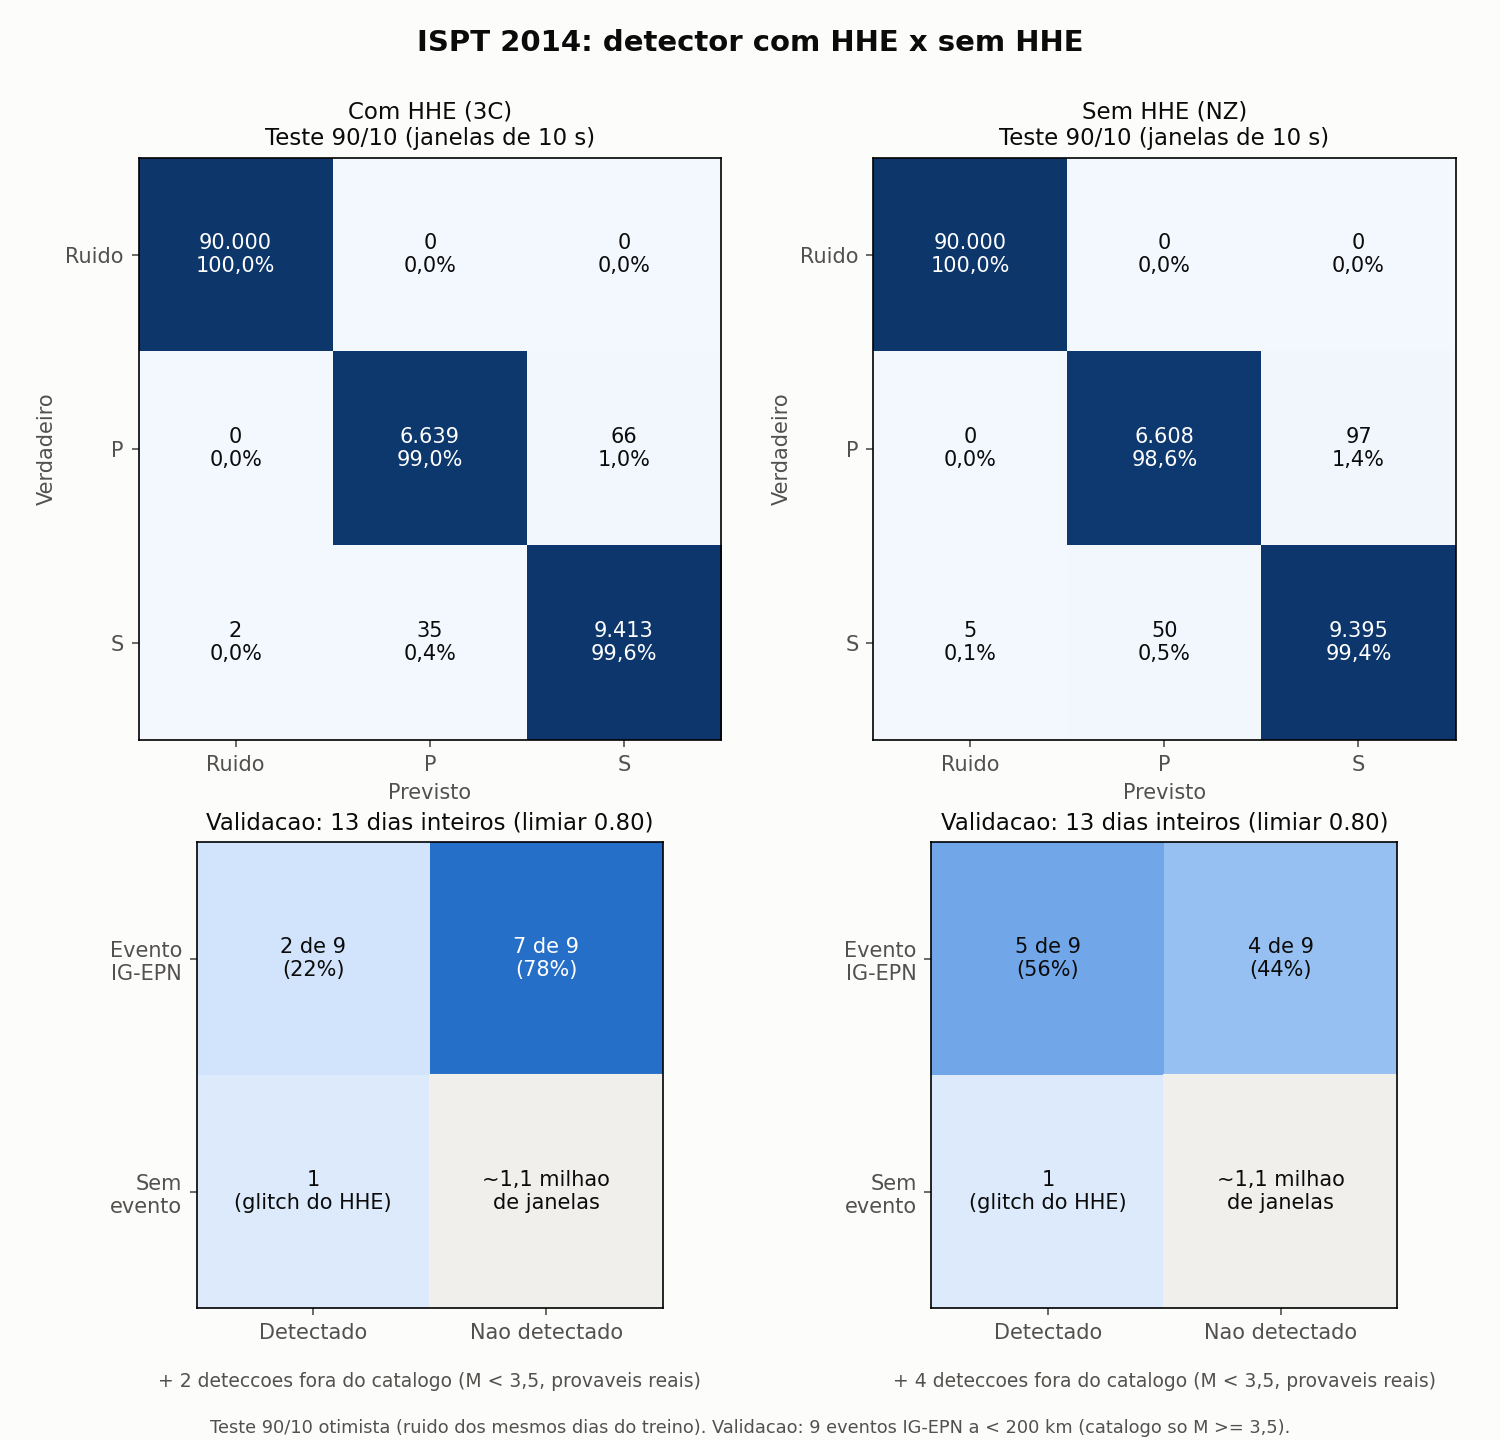 ISPT 2014: detector com HHE x sem HHE
Com HHE (3C)
Teste 90/10 (janelas de 10 s)
Verdadeiro
Ruido
90.000
100,0%
0
0,0%
0
0,0%
P
0
0,0%
6.639
99,0%
66
1,0%
S
2
0,0%
35
0,4%
9.413
99,6%
Ruido
P
S
Previsto
Sem HHE (NZ)
Teste 90/10 (janelas de 10 s)
Verdadeiro
Ruido
90.000
100,0%
0
0,0%
0
0,0%
P
0
0,0%
6.608
98,6%
97
1,4%
S
5
0,1%
50
0,5%
9.395
99,4%
Ruido
P
S
Previsto
Validacao: 13 dias inteiros (limiar 0.80)
Evento
IG-EPN
2 de 9
(22%)
7 de 9
(78%)
Sem
evento
1
(glitch do HHE)
~1,1 milhao
de janelas
Detectado
Nao detectado
+ 2 deteccoes fora do catalogo (M < 3,5, provaveis reais)
Validacao: 13 dias inteiros (limiar 0.80)
Evento
IG-EPN
5 de 9
(56%)
4 de 9
(44%)
Sem
evento
1
(glitch do HHE)
~1,1 milhao
de janelas
Detectado
Nao detectado
+ 4 deteccoes fora do catalogo (M < 3,5, provaveis reais)
Teste 90/10 otimista (ruido dos mesmos dias do treino). Validacao: 9 eventos IG-EPN a < 200 km (catalogo so M >= 3,5).